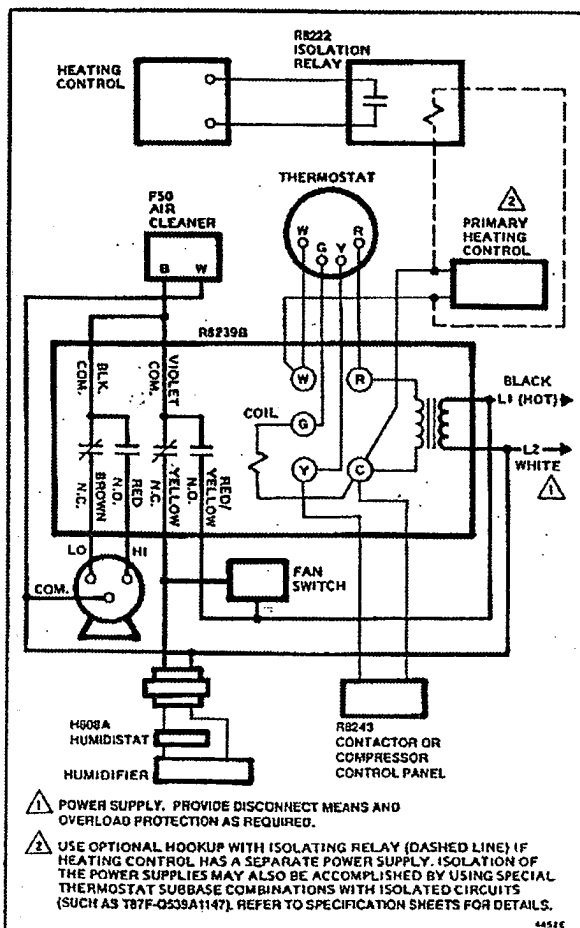 R8222
ISOLATION
RELAY
HEATING
CONTROL
THERMOSTAT
W
G
Y
R
F50
AIR
CLEANER
B W
2
PRIMARY
HEATING
CONTROL
R8239B
BLK.
COM.
VIOLET
COM.
W
R
COIL
G
Y
C
BLACK
L1 (HOT)
L2
WHITE
1
N.C.
BROWN
N.O.
RED
N.C.
YELLOW
N.O.
RED/
YELLOW
LO
HI
COM.
FAN
SWITCH
H608A
HUMIDISTAT
HUMIDIFIER
R8243
CONTACTOR OR
COMPRESSOR
CONTROL PANEL
1 POWER SUPPLY. PROVIDE DISCONNECT MEANS AND
OVERLOAD PROTECTION AS REQUIRED.
2 USE OPTIONAL HOOKUP WITH ISOLATING RELAY (DASHED LINE) IF
HEATING CONTROL HAS A SEPARATE POWER SUPPLY. ISOLATION OF
THE POWER SUPPLIES MAY ALSO BE ACCOMPLISHED BY USING SPECIAL
THERMOSTAT SUBBASE COMBINATIONS WITH ISOLATED CIRCUITS
(SUCH AS T87F-Q539A1147). REFER TO SPECIFICATION SHEETS FOR DETAILS.